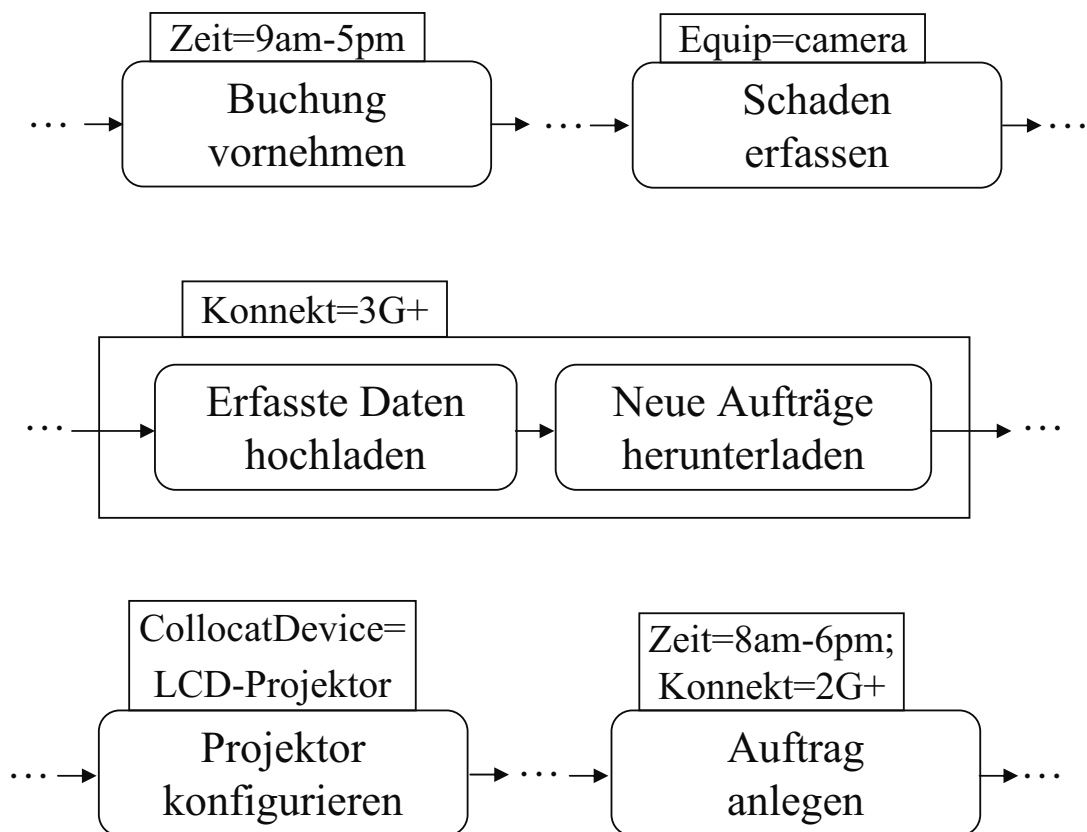 Zeit=9am-5pm
Buchung
vornehmen
Equip=camera
Schaden
erfassen
... ... ...
Konnekt=3G+
Erfasste Daten
hochladen
Neue Aufträge
herunterladen
... ...
CollocatDevice=
LCD-Projektor
Projektor
konfigurieren
Zeit=8am-6pm;
Konnekt=2G+
Auftrag
anlegen
... ... ...